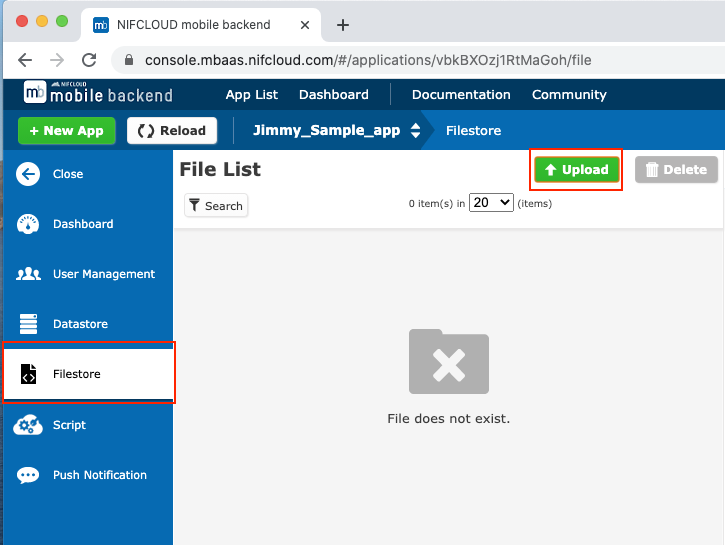 mb NIFCLOUD mobile backend
console.mbaas.nifcloud.com/#/applications/vbkBXOzj1RtMaGoh/file
mb NIFCLOUD mobile backend App List Dashboard Documentation Community
+ New App Reload Jimmy_Sample_app Filestore
Close
Dashboard
User Management
Datastore
Filestore
Script
Push Notification
File List Upload Delete
Search 0 item(s) in 20 (items)
File does not exist.